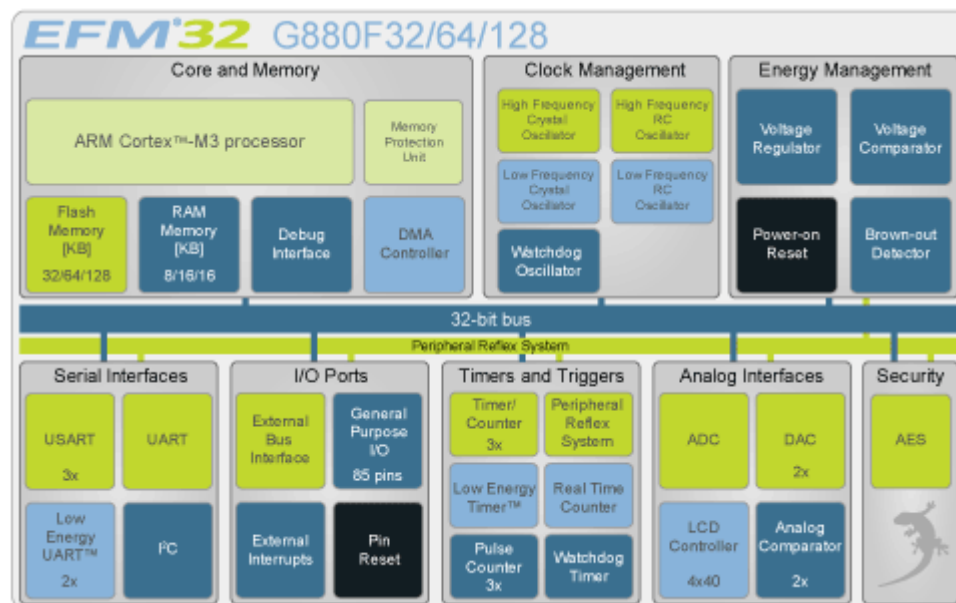 EFM®32 G880F32/64/128
Core and Memory
ARM Cortex™-M3 processor
Memory
Protection
Unit
Flash
Memory
[KB]
32/64/128
RAM
Memory
[KB]
8/16/16
Debug
Interface
DMA
Controller
Clock Management
High Frequency
Crystal
Oscillator
High Frequency
RC
Oscillator
Low Frequency
Crystal
Oscillator
Low Frequency
RC
Oscillator
Watchdog
Oscillator
Energy Management
Voltage
Regulator
Voltage
Comparator
Power-on
Reset
Brown-out
Detector
32-bit bus
Peripheral Reflex System
Serial Interfaces
USART
3x
UART
Low
Energy
UART™
2x
I²C
I/O Ports
External
Bus
Interface
General
Purpose
I/O
85 pins
External
Interrupts
Pin
Reset
Timers and Triggers
Timer/
Counter
3x
Peripheral
Reflex
System
Low Energy
Timer™
Real Time
Counter
Pulse
Counter
3x
Watchdog
Timer
Analog Interfaces
ADC
DAC
2x
LCD
Controller
4x40
Analog
Comparator
2x
Security
AES